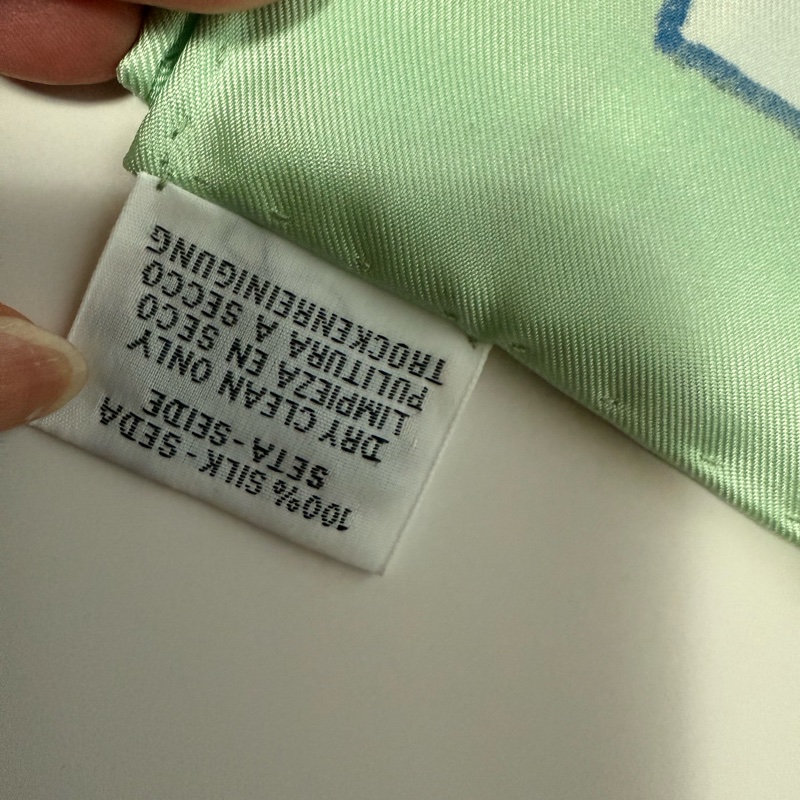 100% SILK-SEDA
SETA-SEIDE
DRY CLEAN ONLY
LIMPIEZA EN SECO
PULITURA A SECCO
TROCKENREINIGUNG